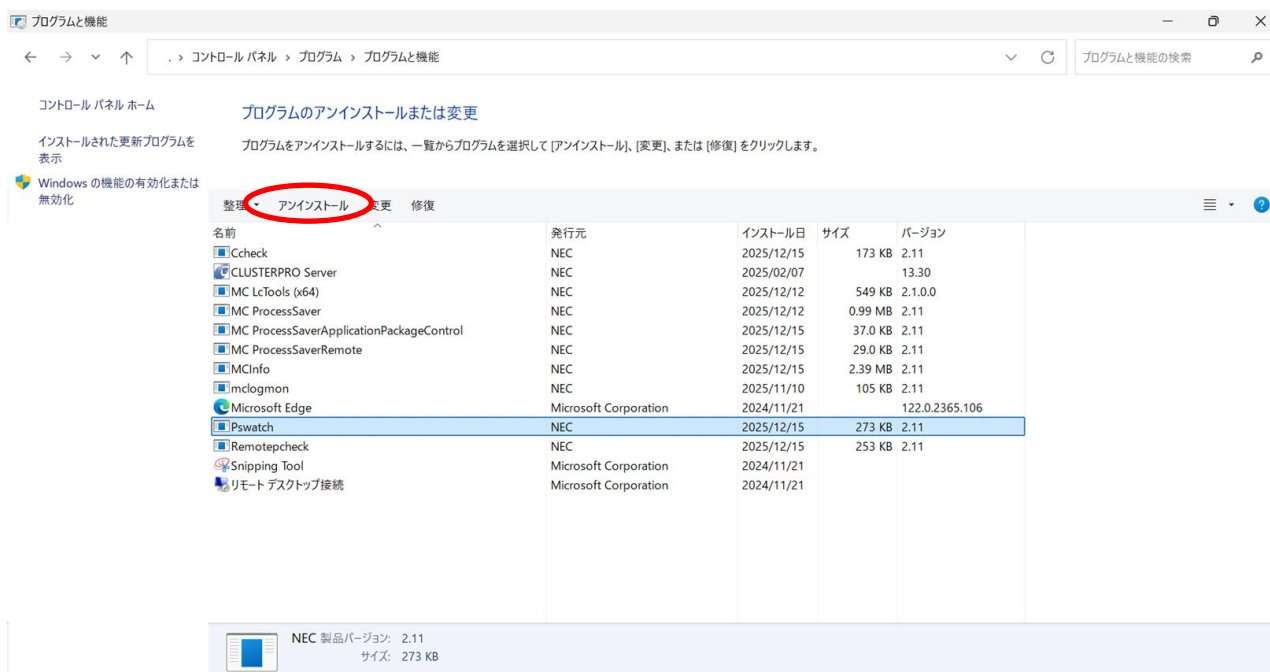 プログラムと機能
. › コントロール パネル › プログラム › プログラムと機能
プログラムと機能の検索
コントロール パネル ホーム
インストールされた更新プログラムを
表示
Windows の機能の有効化または
無効化
プログラムのアンインストールまたは変更
プログラムをアンインストールするには、一覧からプログラムを選択して [アンインストール]、[変更]、または [修復] をクリックします。
整理 アンインストール 変更 修復
名前 発行元 インストール日 サイズ バージョン
Ccheck NEC 2025/12/15 173 KB 2.11
CLUSTERPRO Server NEC 2025/02/07 13.30
MC LcTools (x64) NEC 2025/12/12 549 KB 2.1.0.0
MC ProcessSaver NEC 2025/12/12 0.99 MB 2.11
MC ProcessSaverApplicationPackageControl NEC 2025/12/15 37.0 KB 2.11
MC ProcessSaverRemote NEC 2025/12/15 29.0 KB 2.11
MCInfo NEC 2025/12/15 2.39 MB 2.11
mclogmon NEC 2025/11/10 105 KB 2.11
Microsoft Edge Microsoft Corporation 2024/11/21 122.0.2365.106
Pswatch NEC 2025/12/15 273 KB 2.11
Remotepcheck NEC 2025/12/15 253 KB 2.11
Snipping Tool Microsoft Corporation 2024/11/21
リモート デスクトップ接続 Microsoft Corporation 2024/11/21
NEC 製品バージョン: 2.11
サイズ: 273 KB